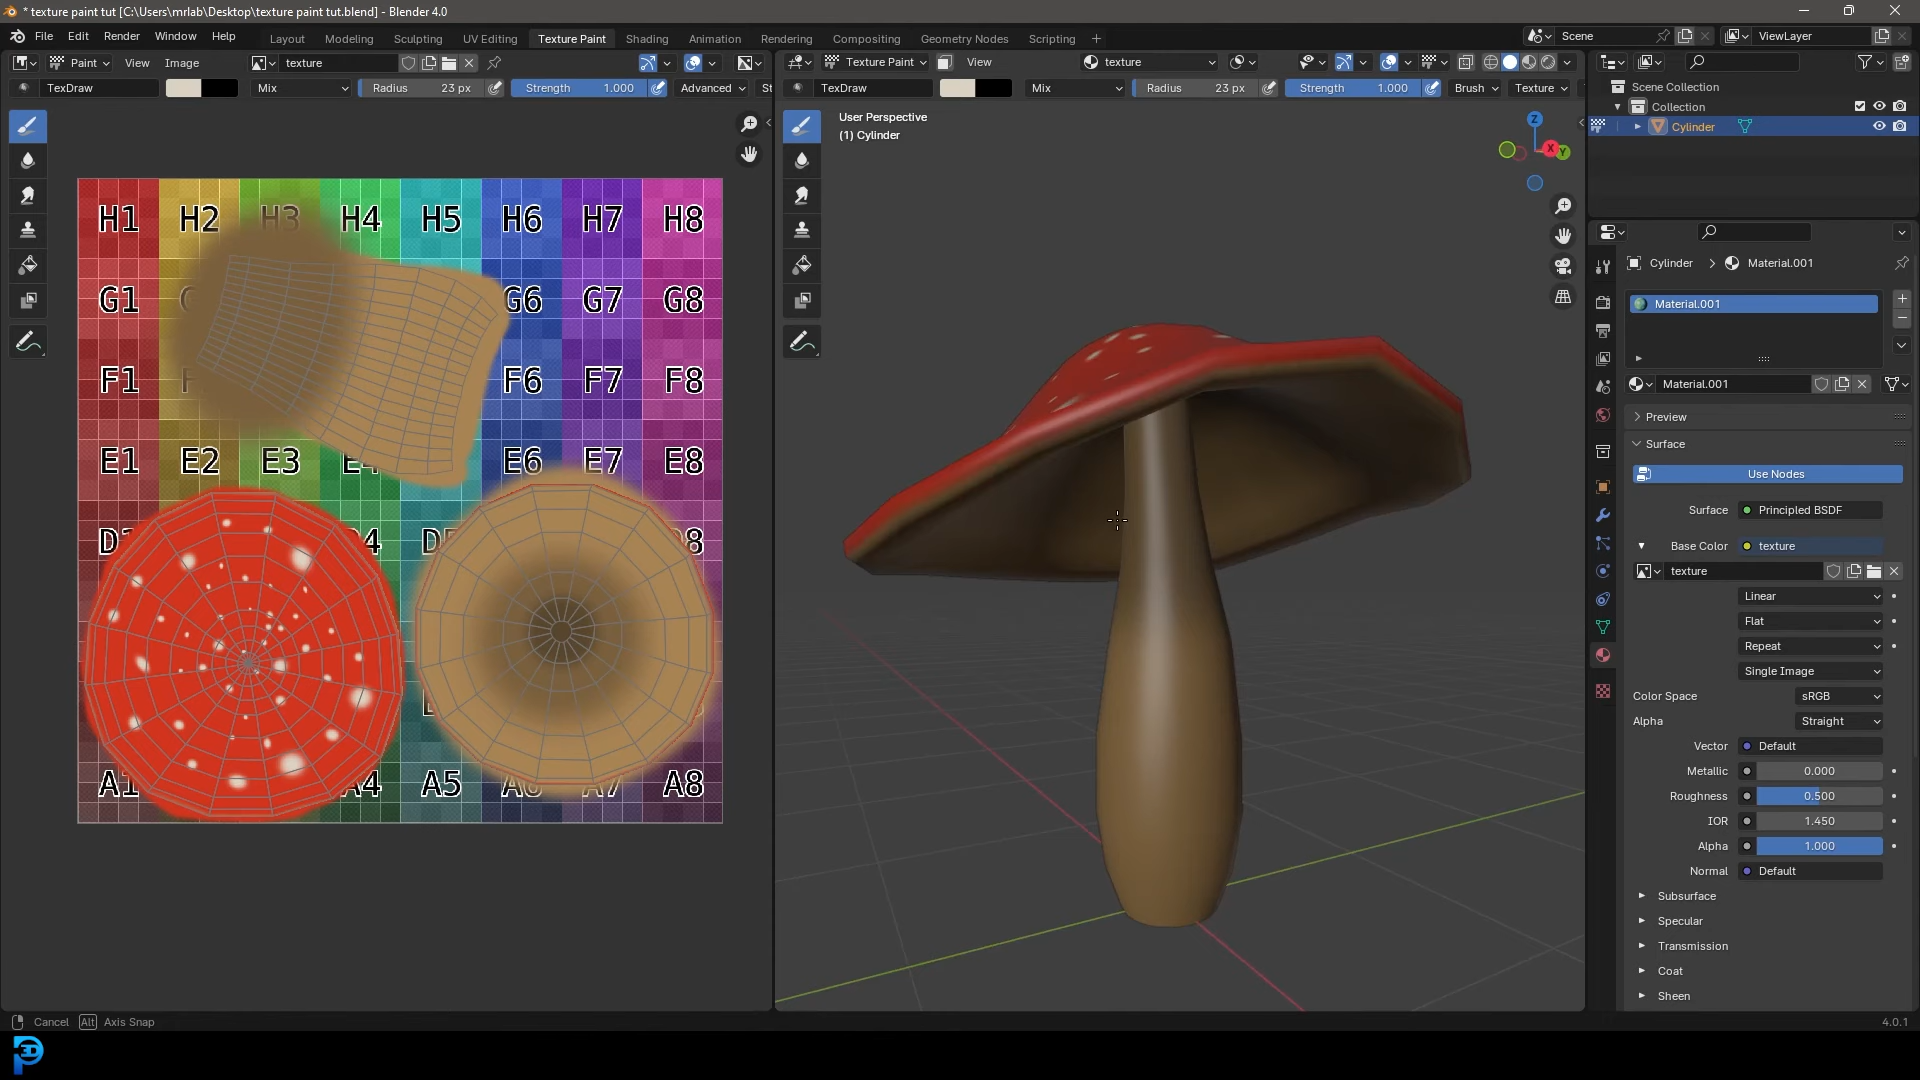 * texture paint tut [C:\Users\mrlab\Desktop\texture paint tut.blend] - Blender 4.0
File Edit Render Window Help Layout Modeling Sculpting UV Editing Texture Paint Shading Animation Rendering Compositing Geometry Nodes Scripting + Scene ViewLayer
Paint View Image texture
TexDraw Mix Radius 23 px Strength 1.000 Advanced St
H1 H2 H3 H4 H5 H6 H7 H8
G1 G6 G7 G8
F1 F6 F7 F8
E1 E2 E3 E6 E7 E8
A5 A8
Texture Paint View texture
TexDraw Mix Radius 23 px Strength 1.000 Brush Texture
User Perspective
(1) Cylinder
Z
X
Y
Scene Collection
Collection
Cylinder
Cylinder > Material.001
Material.001
Material.001
Preview
Surface
Use Nodes
Surface Principled BSDF
Base Color texture
texture
Linear
Flat
Repeat
Single Image
Color Space sRGB
Alpha Straight
Vector Default
Metallic 0.000
Roughness 0.500
IOR 1.450
Alpha 1.000
Normal Default
Subsurface
Specular
Transmission
Coat
Sheen
Cancel Alt Axis Snap 4.0.1